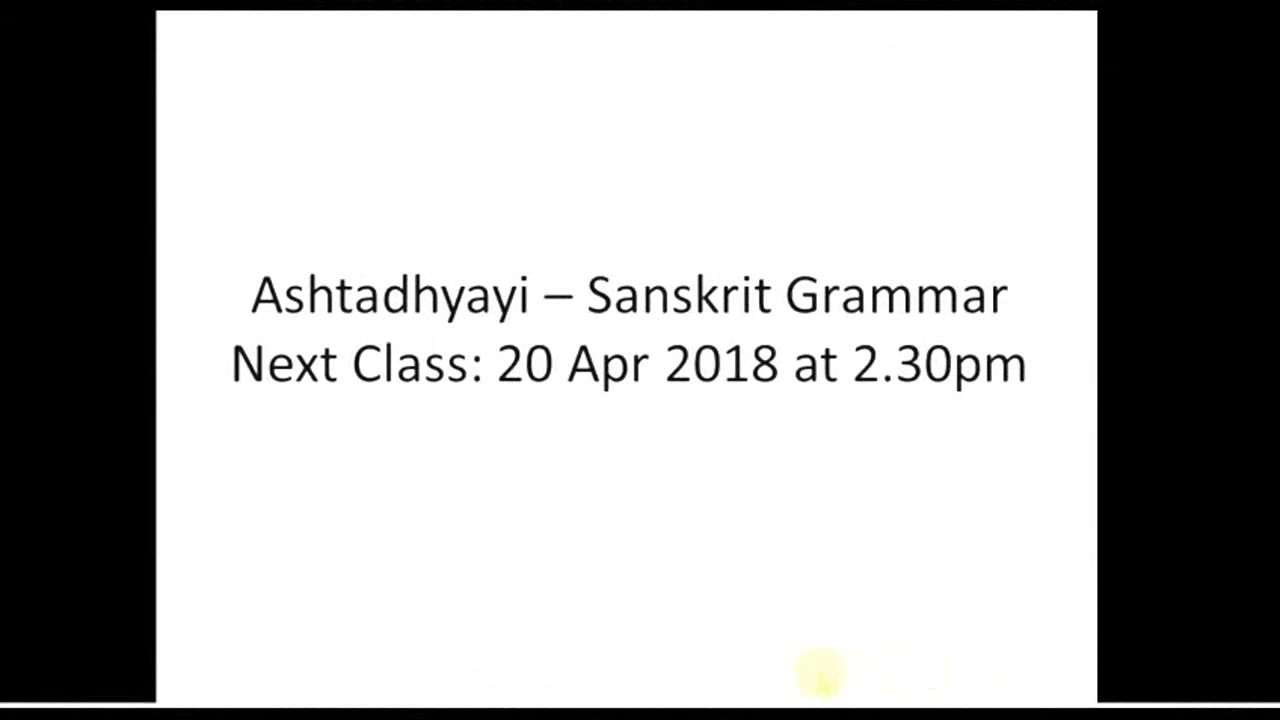 Ashtadhyayi – Sanskrit Grammar
Next Class: 20 Apr 2018 at 2.30pm